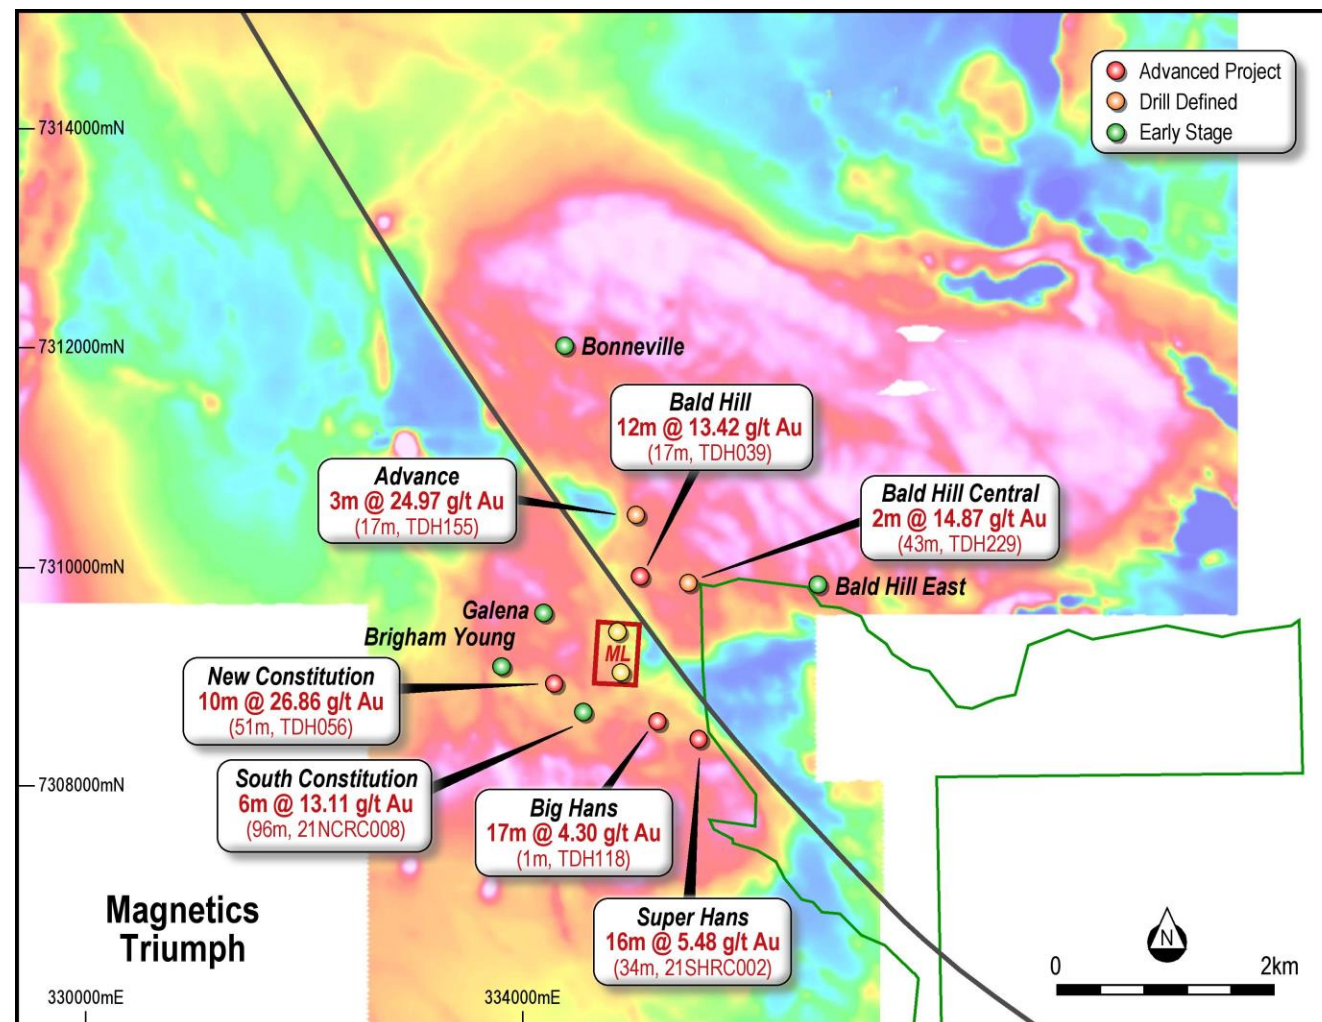 Advanced Project
Drill Defined
Early Stage
7314000mN
7312000mN
Bonneville
Bald Hill
12m @ 13.42 g/t Au
(17m, TDH039)
Advance
3m @ 24.97 g/t Au
(17m, TDH155)
Bald Hill Central
2m @ 14.87 g/t Au
(43m, TDH229)
7310000mN
Bald Hill East
Galena
Brigham Young
ML
New Constitution
10m @ 26.86 g/t Au
(51m, TDH056)
South Constitution
6m @ 13.11 g/t Au
(96m, 21NCRC008)
7308000mN
Big Hans
17m @ 4.30 g/t Au
(1m, TDH118)
Super Hans
16m @ 5.48 g/t Au
(34m, 21SHRC002)
Magnetics
Triumph
N
0 2km
330000mE
334000mE